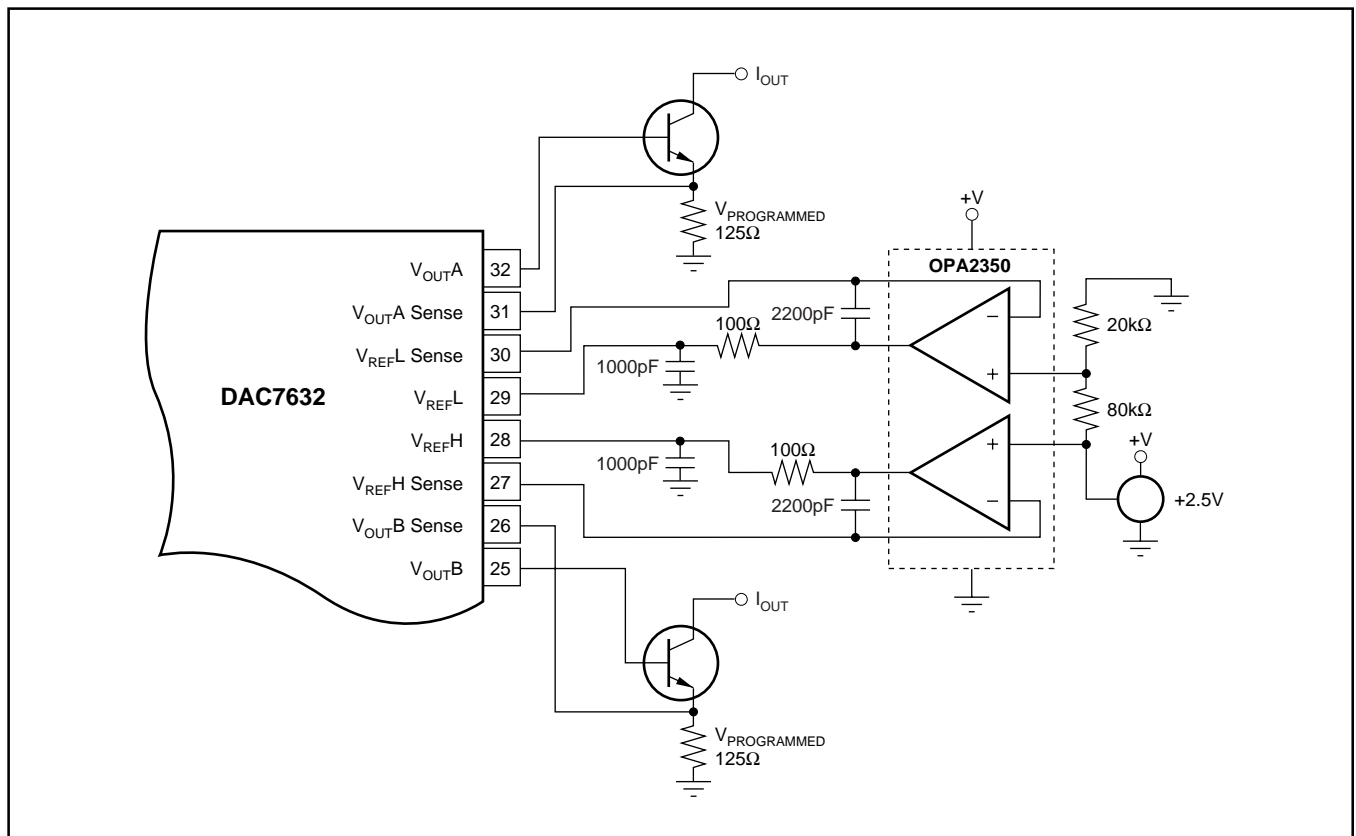 I_OUT
V_PROGRAMMED
125Ω
+V
OPA2350
V_OUTA 32
V_OUTA Sense 31
V_REFL Sense 30
V_REFL 29
V_REFH 28
V_REFH Sense 27
V_OUTB Sense 26
V_OUTB 25
DAC7632
2200pF
100Ω
1000pF
–
+
20kΩ
80kΩ
100Ω
1000pF
2200pF
+
–
+V
+2.5V
I_OUT
V_PROGRAMMED
125Ω